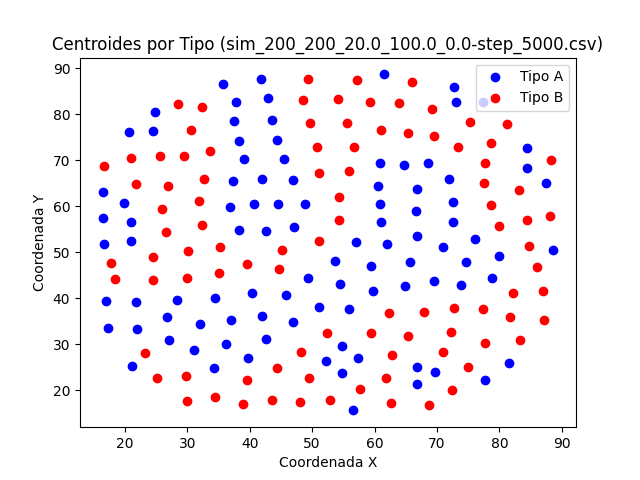 Centroides por Tipo (sim_200_200_20.0_100.0_0.0-step_5000.csv)
Tipo A
Tipo B
90
80
70
60
50
40
30
20
Coordenada Y
20 30 40 50 60 70 80 90
Coordenada X